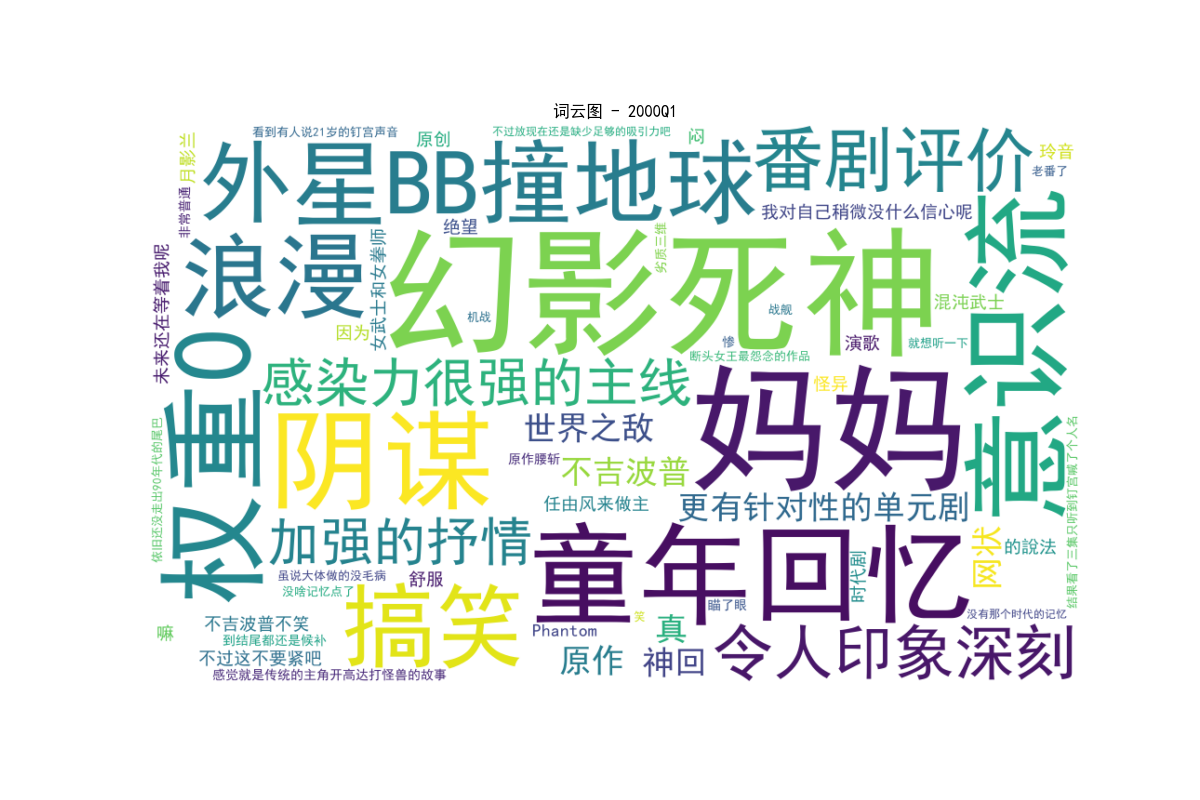 词云图 - 2000Q1
看到有人说21岁的钉宫声音
原创
不过放现在还是缺少足够的吸引力吧
闷
番剧评价
玲音
老番了
月影兰
外星BB撞地球
我对自己稍微没什么信心呢
非常普通
绝望
浪漫
女武士和女拳师
幻影死神
劣质三维
意识流
未来还在等着我呢
因为
机战
战舰
混沌武士
惨
演歌
就想听一下
断头女王最怨念的作品
权重0
感染力很强的主线
妈妈
怪异
阴谋
世界之敌
依旧还没走出90年代的尾巴
原作腰斩
不吉波普
结果看了三集只听到钉宫喊了个人名
任由风来做主
更有针对性的单元剧
加强的抒情
童年回忆
网状
的說法
时代剧
虽说大体做的没毛病
舒服
没啥记忆点了
搞笑
瞄了眼
没有那个时代的记忆
嘛
不吉波普不笑
Phantom
笑
真
令人印象深刻
到结尾都还是候补
不过这不要紧吧
原作
神回
感觉就是传统的主角开高达打怪兽的故事